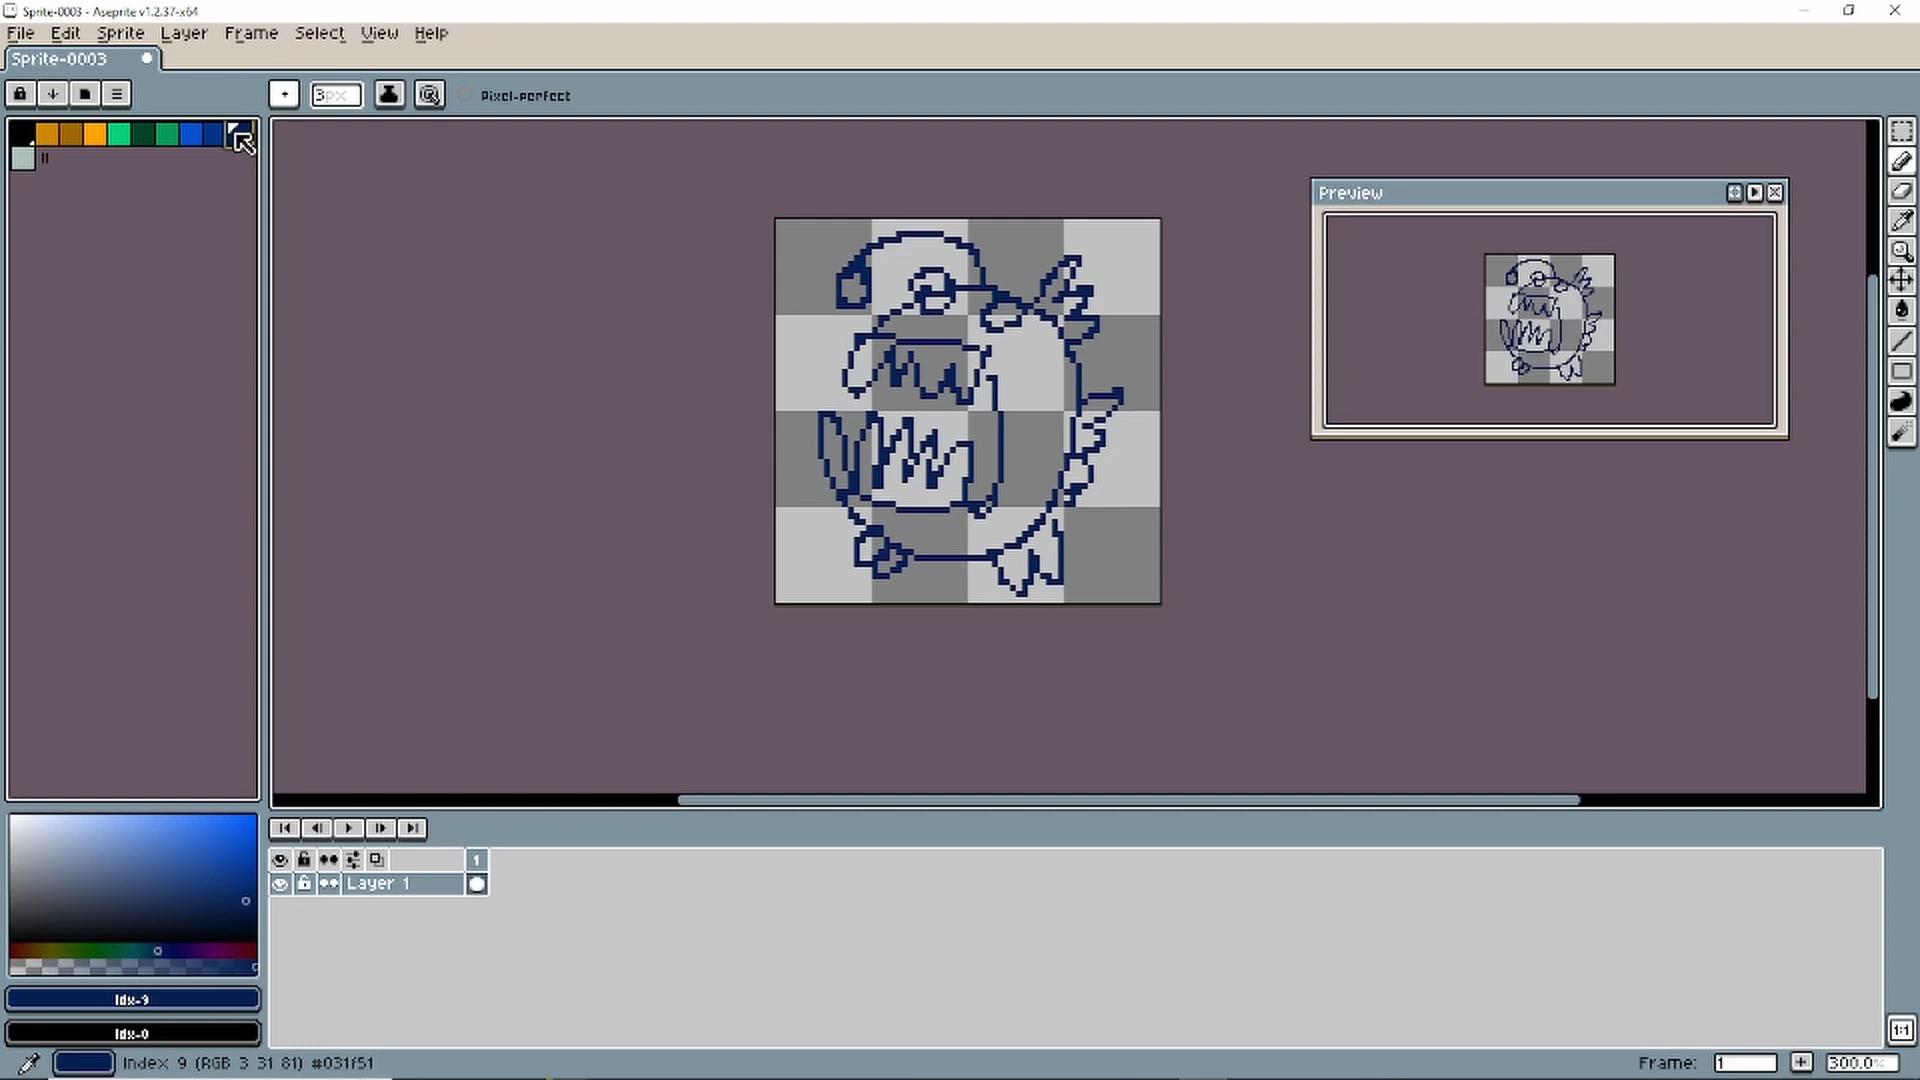 Sprite-0003 - Aseprite v1.2.37-x64
File Edit Sprite Layer Frame Select View Help
Sprite-0003
3px
Pixel-perfect
Preview
1
Layer 1
Idx-9
Idx-0
Index 9 (RGB 3 31 81) #031f51
Frame: 1
300.0%
1:1